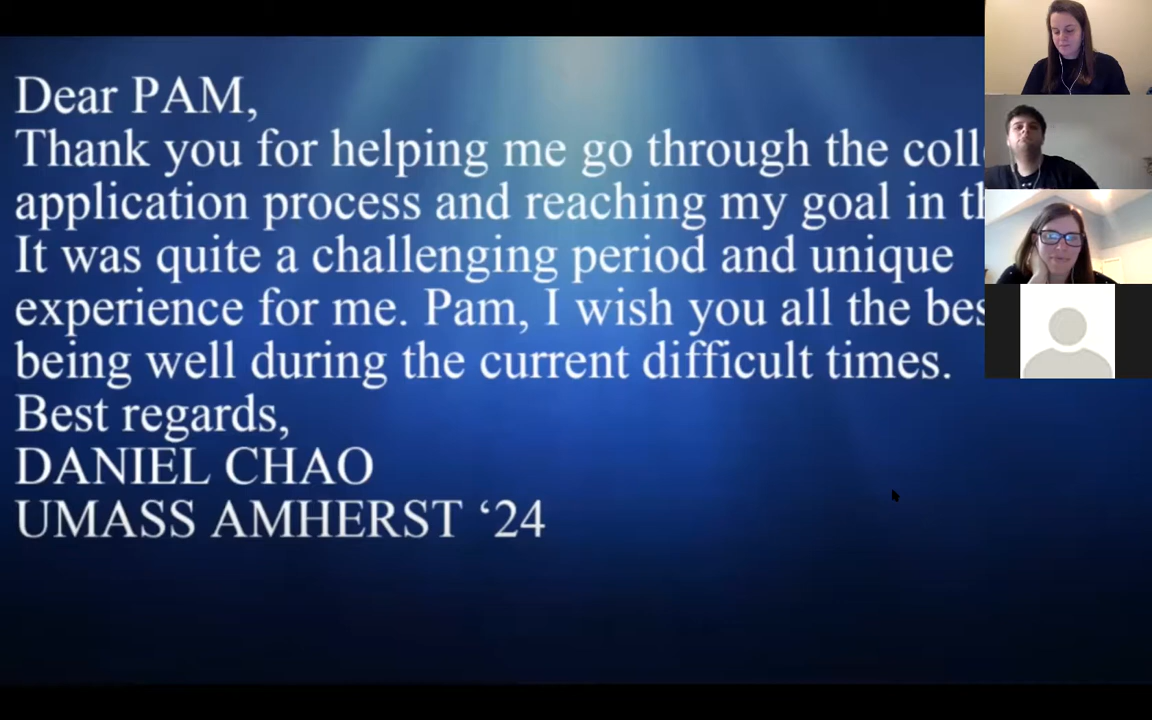 Dear PAM,
Thank you for helping me go through the coll
application process and reaching my goal in th
It was quite a challenging period and unique
experience for me. Pam, I wish you all the bes
being well during the current difficult times.
Best regards,
DANIEL CHAO
UMASS AMHERST ‘24